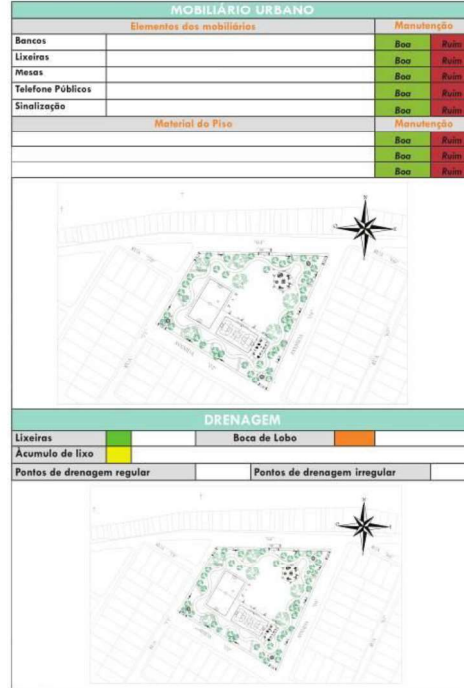 MOBILIÁRIO URBANO
Elementos dos mobiliários Manutenção
Bancos Boa Ruim
Lixeiras Boa Ruim
Mesas Boa Ruim
Telefone Públicos Boa Ruim
Sinalização Boa Ruim
Material do Piso Manutenção
Boa Ruim
Boa Ruim
Boa Ruim
DRENAGEM
Lixeiras Boca de Lobo
Àcumulo de lixo
Pontos de drenagem regular Pontos de drenagem irregular